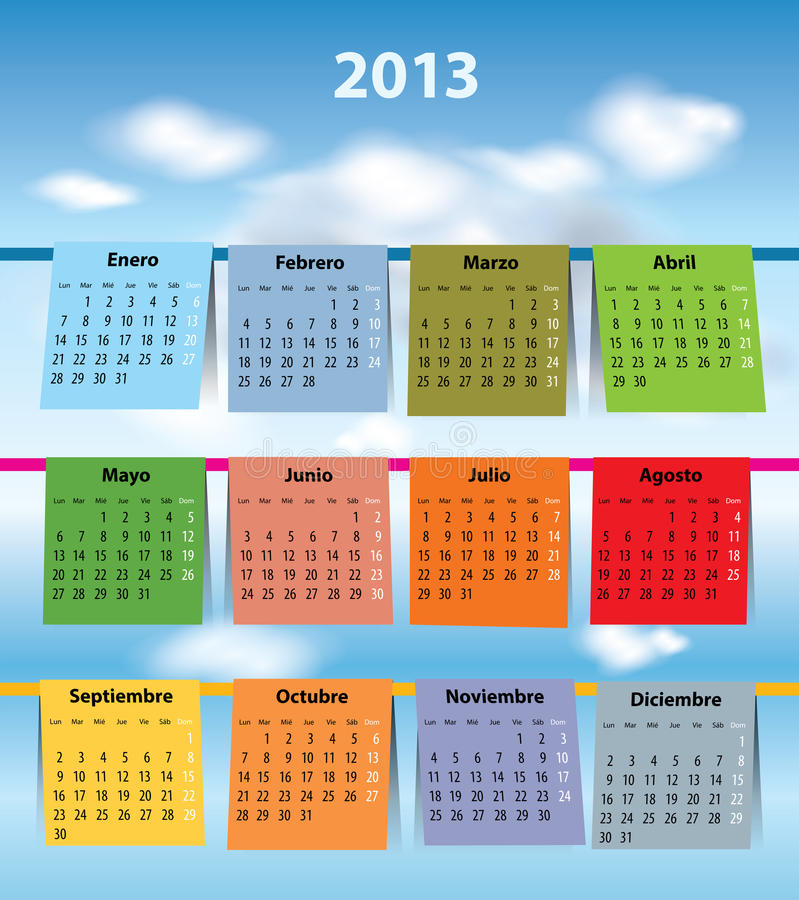 2013
Enero
Lun Mar Mié Jue Vie Sáb Dom
1 2 3 4 5 6
7 8 9 10 11 12 13
14 15 16 17 18 19 20
21 22 23 24 25 26 27
28 29 30 31
Febrero
Lun Mar Mié Jue Vie Sáb Dom
1 2 3
4 5 6 7 8 9 10
11 12 13 14 15 16 17
18 19 20 21 22 23 24
25 26 27 28
Marzo
Lun Mar Mié Jue Vie Sáb Dom
1 2 3
4 5 6 7 8 9 10
11 12 13 14 15 16 17
18 19 20 21 22 23 24
25 26 27 28 29 30 31
Abril
Lun Mar Mié Jue Vie Sáb Dom
1 2 3 4 5 6 7
8 9 10 11 12 13 14
15 16 17 18 19 20 21
22 23 24 25 26 27 28
29 30
Mayo
Lun Mar Mié Jue Vie Sáb Dom
1 2 3 4 5
6 7 8 9 10 11 12
13 14 15 16 17 18 19
20 21 22 23 24 25 26
27 28 29 30 31
Junio
Lun Mar Mié Jue Vie Sáb Dom
1 2
3 4 5 6 7 8 9
10 11 12 13 14 15 16
17 18 19 20 21 22 23
24 25 26 27 28 29 30
Julio
Lun Mar Mié Jue Vie Sáb Dom
1 2 3 4 5 6 7
8 9 10 11 12 13 14
15 16 17 18 19 20 21
22 23 24 25 26 27 28
29 30 31
Agosto
Lun Mar Mié Jue Vie Sáb Dom
1 2 3 4
5 6 7 8 9 10 11
12 13 14 15 16 17 18
19 20 21 22 23 24 25
26 27 28 29 30 31
Septiembre
Lun Mar Mié Jue Vie Sáb Dom
1
2 3 4 5 6 7 8
9 10 11 12 13 14 15
16 17 18 19 20 21 22
23 24 25 26 27 28 29
30
Octubre
Lun Mar Mié Jue Vie Sáb Dom
1 2 3 4 5 6
7 8 9 10 11 12 13
14 15 16 17 18 19 20
21 22 23 24 25 26 27
28 29 30 31
Noviembre
Lun Mar Mié Jue Vie Sáb Dom
1 2 3
4 5 6 7 8 9 10
11 12 13 14 15 16 17
18 19 20 21 22 23 24
25 26 27 28 29 30
Diciembre
Lun Mar Mié Jue Vie Sáb Dom
1
2 3 4 5 6 7 8
9 10 11 12 13 14 15
16 17 18 19 20 21 22
23 24 25 26 27 28 29
30 31
dreamstime